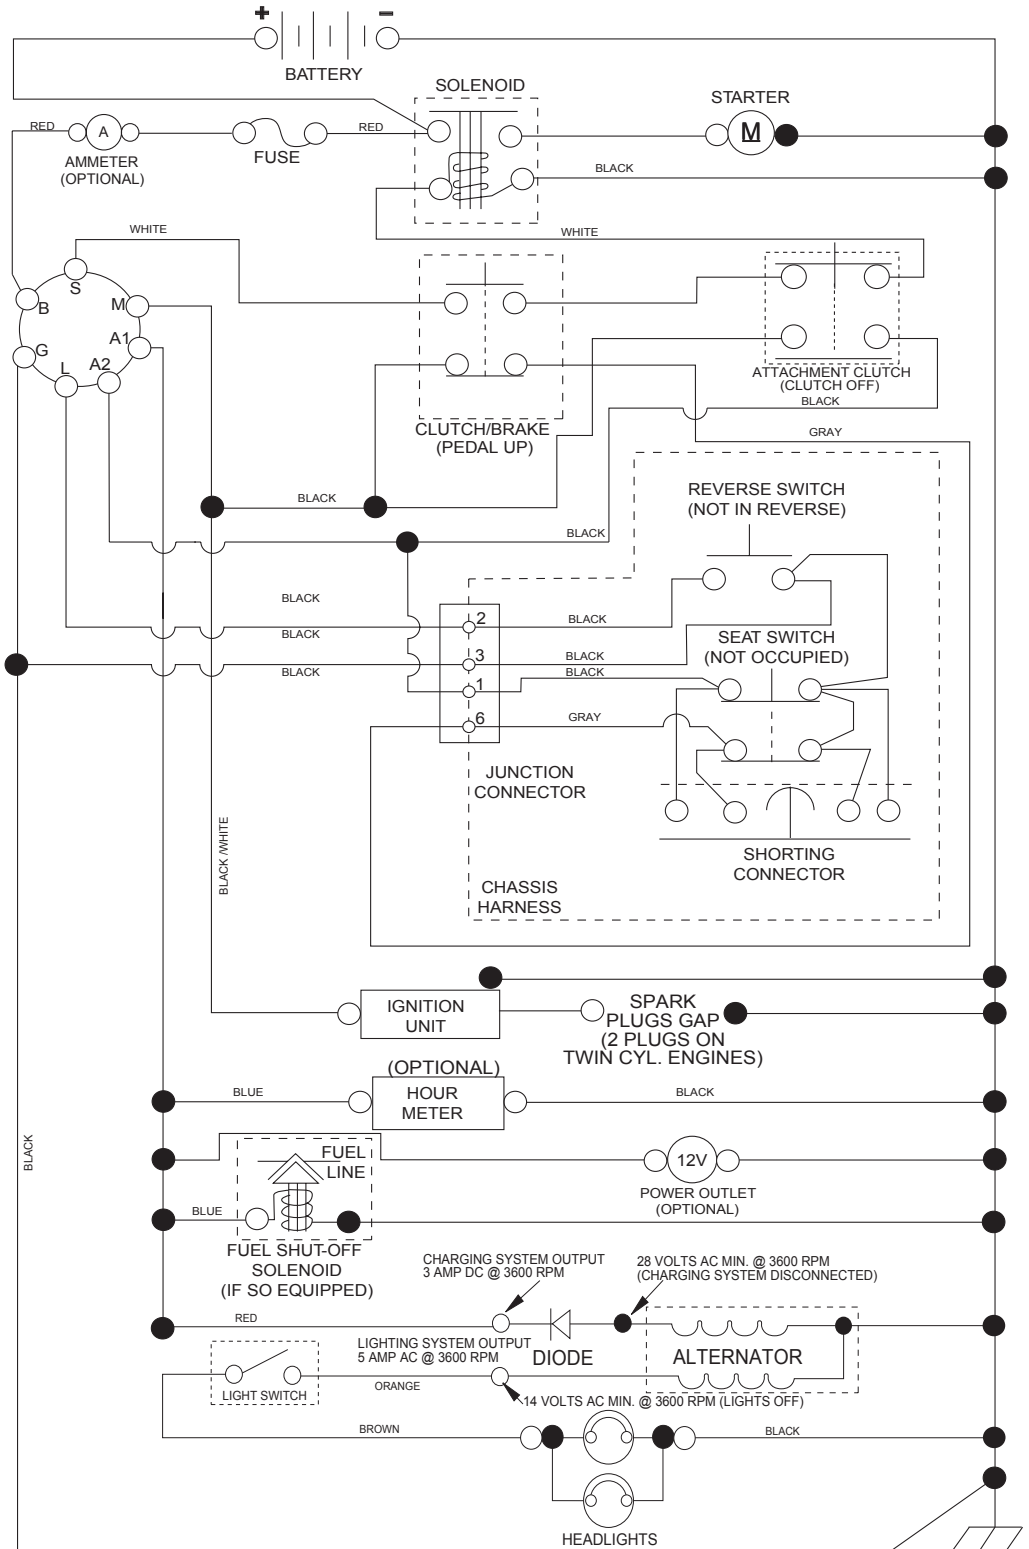 + −
BATTERY
SOLENOID
STARTER
RED
A
RED
M
AMMETER
(OPTIONAL)
FUSE
BLACK
WHITE
WHITE
S
B
M
A1
G
L
A2
ATTACHMENT CLUTCH
(CLUTCH OFF)
BLACK
CLUTCH/BRAKE
(PEDAL UP)
GRAY
REVERSE SWITCH
(NOT IN REVERSE)
BLACK
BLACK
BLACK
2
BLACK
BLACK
SEAT SWITCH
(NOT OCCUPIED)
3
BLACK
BLACK
BLACK
1
6
GRAY
JUNCTION
CONNECTOR
BLACK /WHITE
SHORTING
CONNECTOR
CHASSIS
HARNESS
IGNITION
UNIT
SPARK
PLUGS GAP
(2 PLUGS ON
TWIN CYL. ENGINES)
(OPTIONAL)
HOUR
METER
BLUE
BLACK
BLACK
FUEL
LINE
12V
POWER OUTLET
(OPTIONAL)
BLUE
FUEL SHUT-OFF
SOLENOID
(IF SO EQUIPPED)
CHARGING SYSTEM OUTPUT
3 AMP DC @ 3600 RPM
28 VOLTS AC MIN. @ 3600 RPM
(CHARGING SYSTEM DISCONNECTED)
RED
LIGHTING SYSTEM OUTPUT
5 AMP AC @ 3600 RPM
DIODE
ALTERNATOR
LIGHT SWITCH
ORANGE
14 VOLTS AC MIN. @ 3600 RPM (LIGHTS OFF)
BROWN
BLACK
HEADLIGHTS